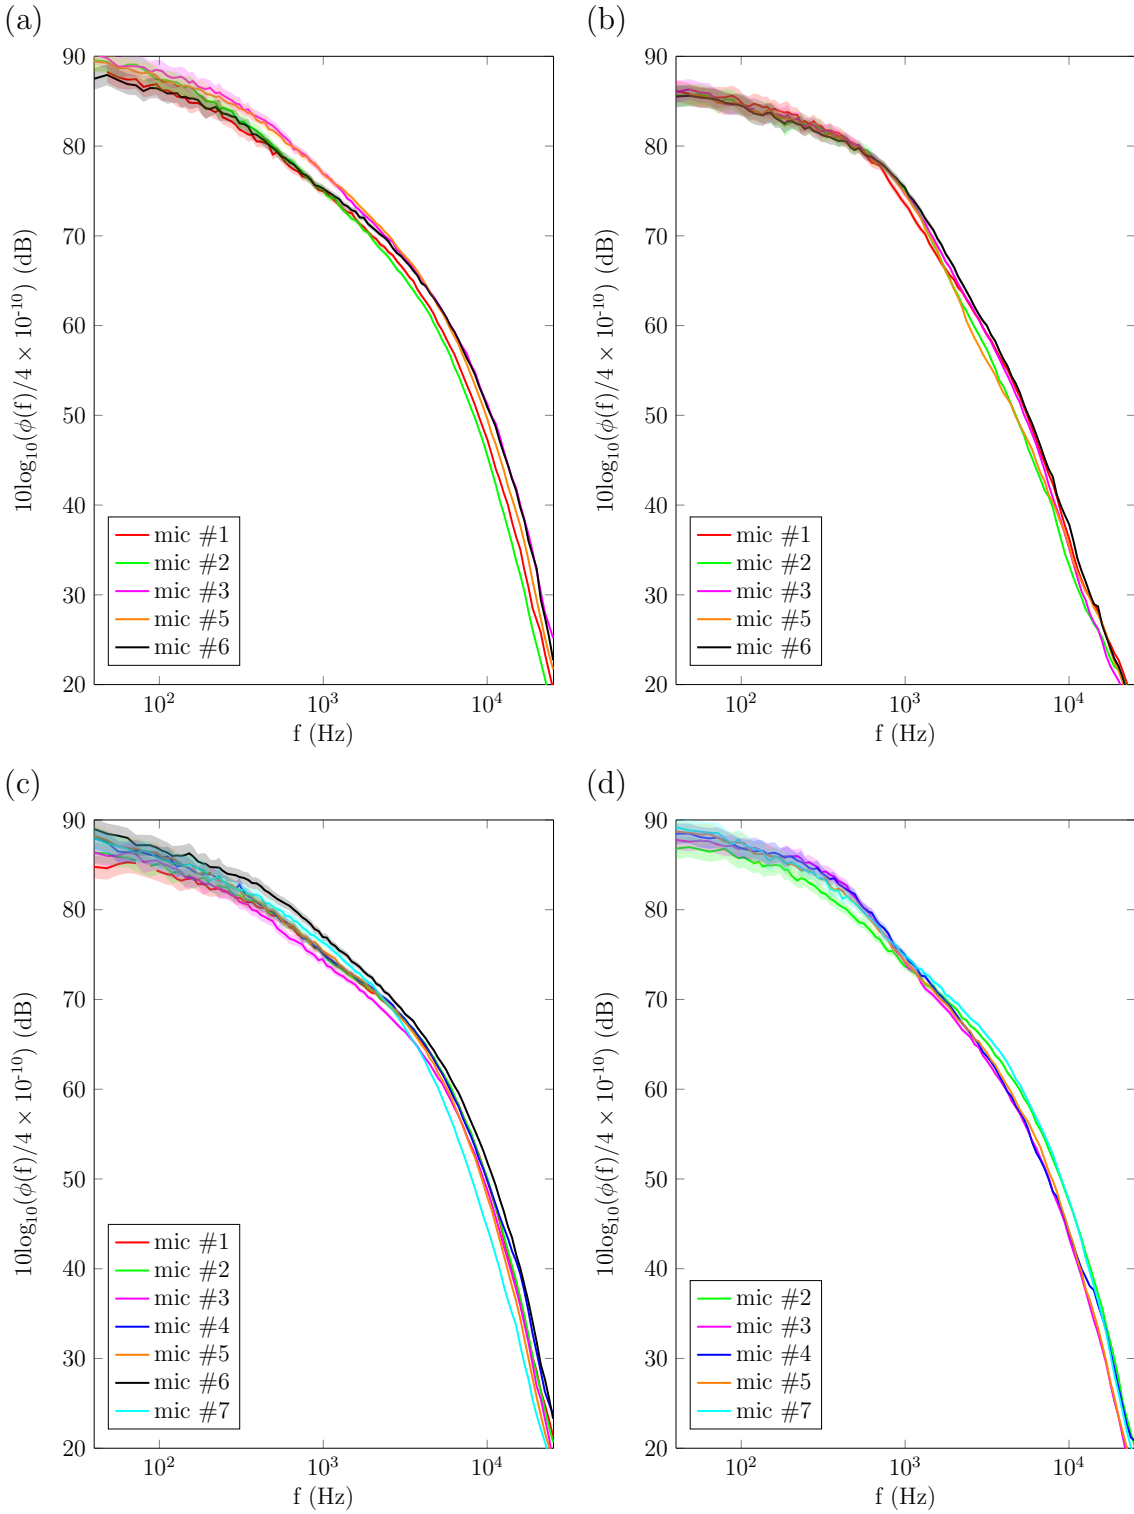 (a)
90
80
70
60
50
40
30
20
10²
10³
10⁴
f (Hz)
10log₁₀(ϕ(f)/4 × 10⁻¹⁰) (dB)
mic #1
mic #2
mic #3
mic #5
mic #6
(b)
90
80
70
60
50
40
30
20
10²
10³
10⁴
f (Hz)
10log₁₀(ϕ(f)/4 × 10⁻¹⁰) (dB)
mic #1
mic #2
mic #3
mic #5
mic #6
(c)
90
80
70
60
50
40
30
20
10²
10³
10⁴
f (Hz)
10log₁₀(ϕ(f)/4 × 10⁻¹⁰) (dB)
mic #1
mic #2
mic #3
mic #4
mic #5
mic #6
mic #7
(d)
90
80
70
60
50
40
30
20
10²
10³
10⁴
f (Hz)
10log₁₀(ϕ(f)/4 × 10⁻¹⁰) (dB)
mic #2
mic #3
mic #4
mic #5
mic #7